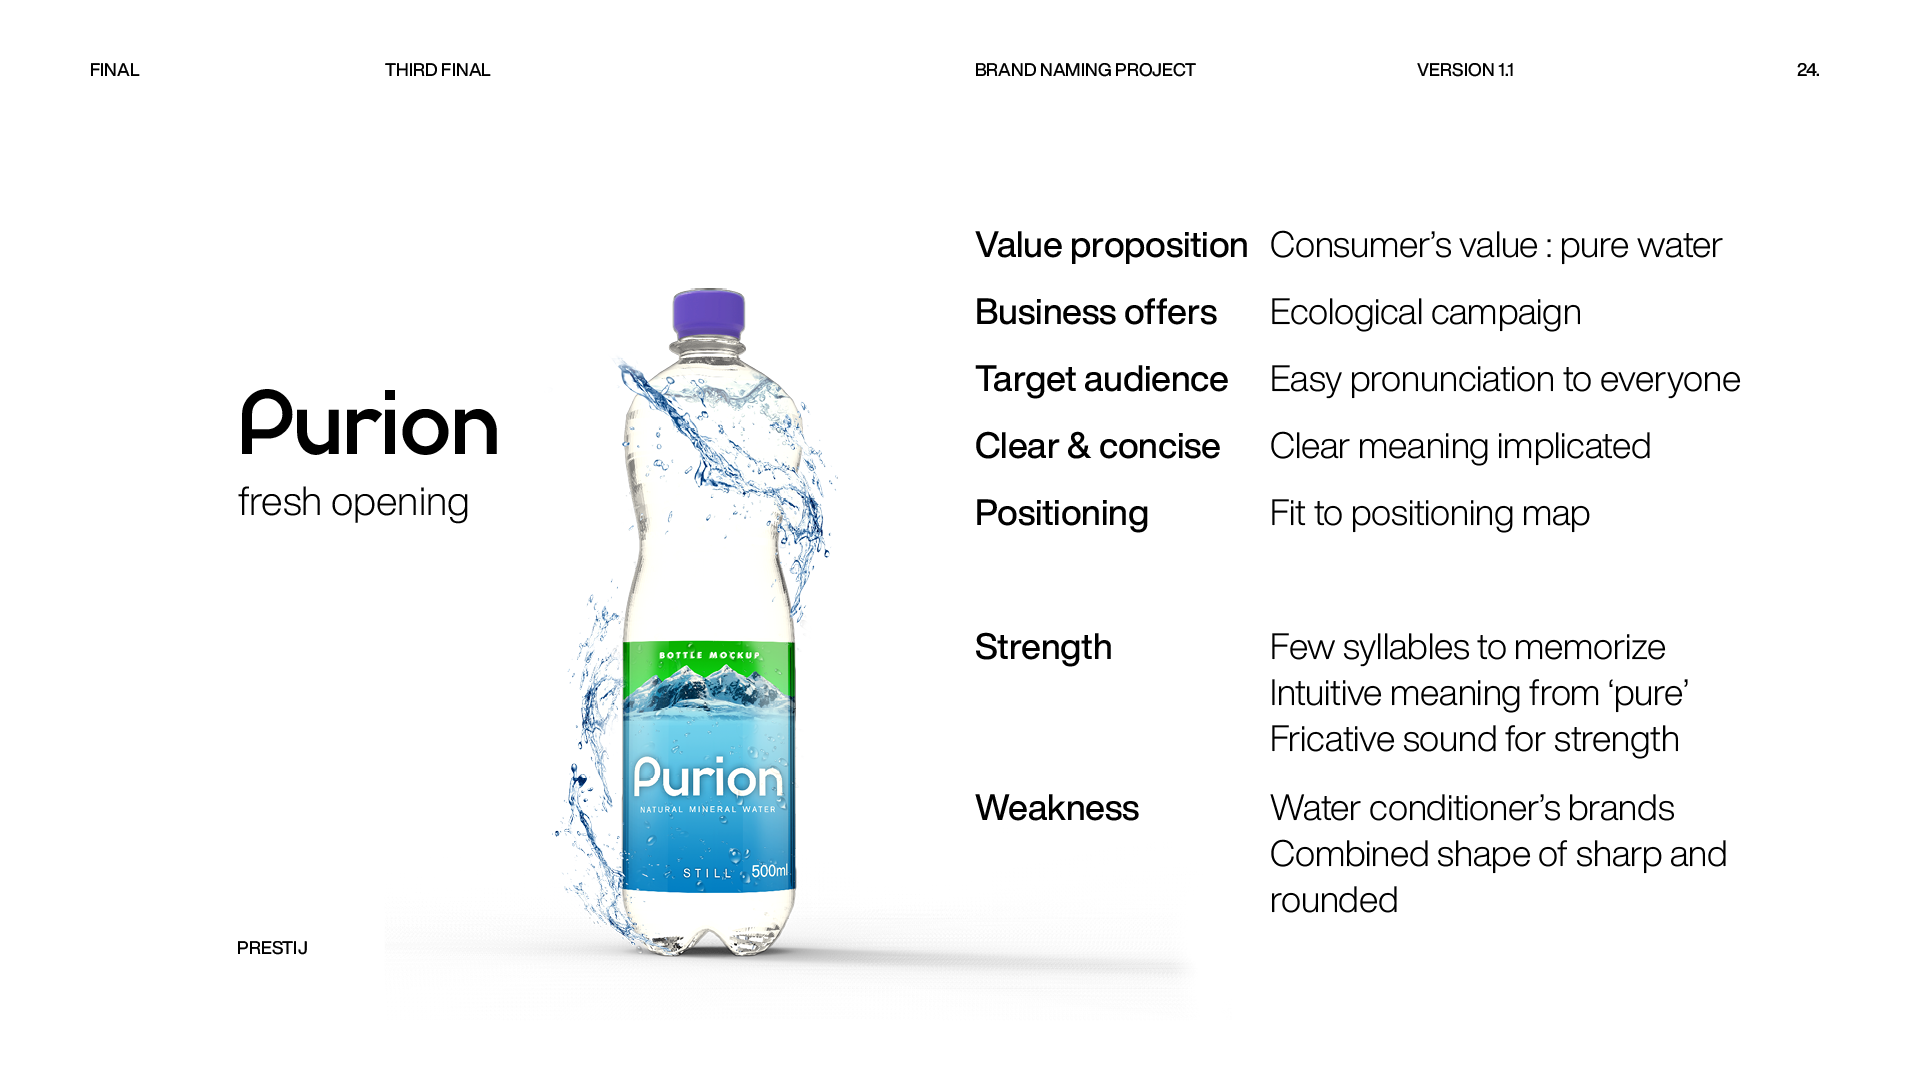 FINAL
THIRD FINAL
BRAND NAMING PROJECT
VERSION 1.1
24.
Purion
fresh opening
BOTTLE MOCKUP
Purion
NATURAL MINERAL WATER
STILL
500ml
PRESTIJ
Value proposition
Consumer’s value : pure water
Business offers
Ecological campaign
Target audience
Easy pronunciation to everyone
Clear & concise
Clear meaning implicated
Positioning
Fit to positioning map
Strength
Few syllables to memorize
Intuitive meaning from ‘pure’
Fricative sound for strength
Weakness
Water conditioner’s brands
Combined shape of sharp and
rounded